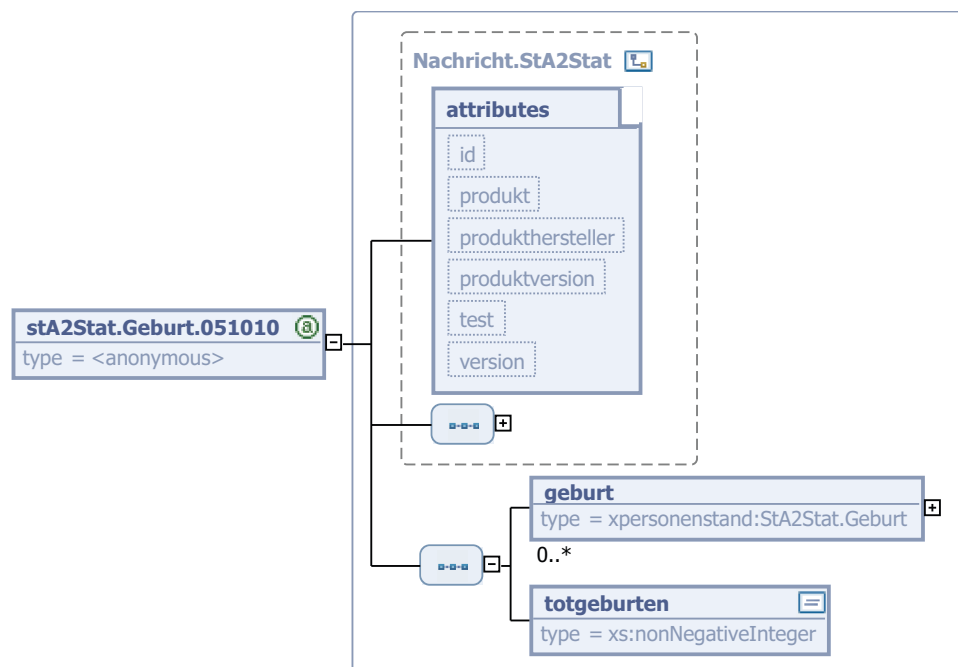 Nachricht.StA2Stat
attributes
id
produkt
produkthersteller
produktversion
test
version
stA2Stat.Geburt.051010
type = <anonymous>
geburt
type = xpersonenstand:StA2Stat.Geburt
0..*
totgeburten
type = xs:nonNegativeInteger